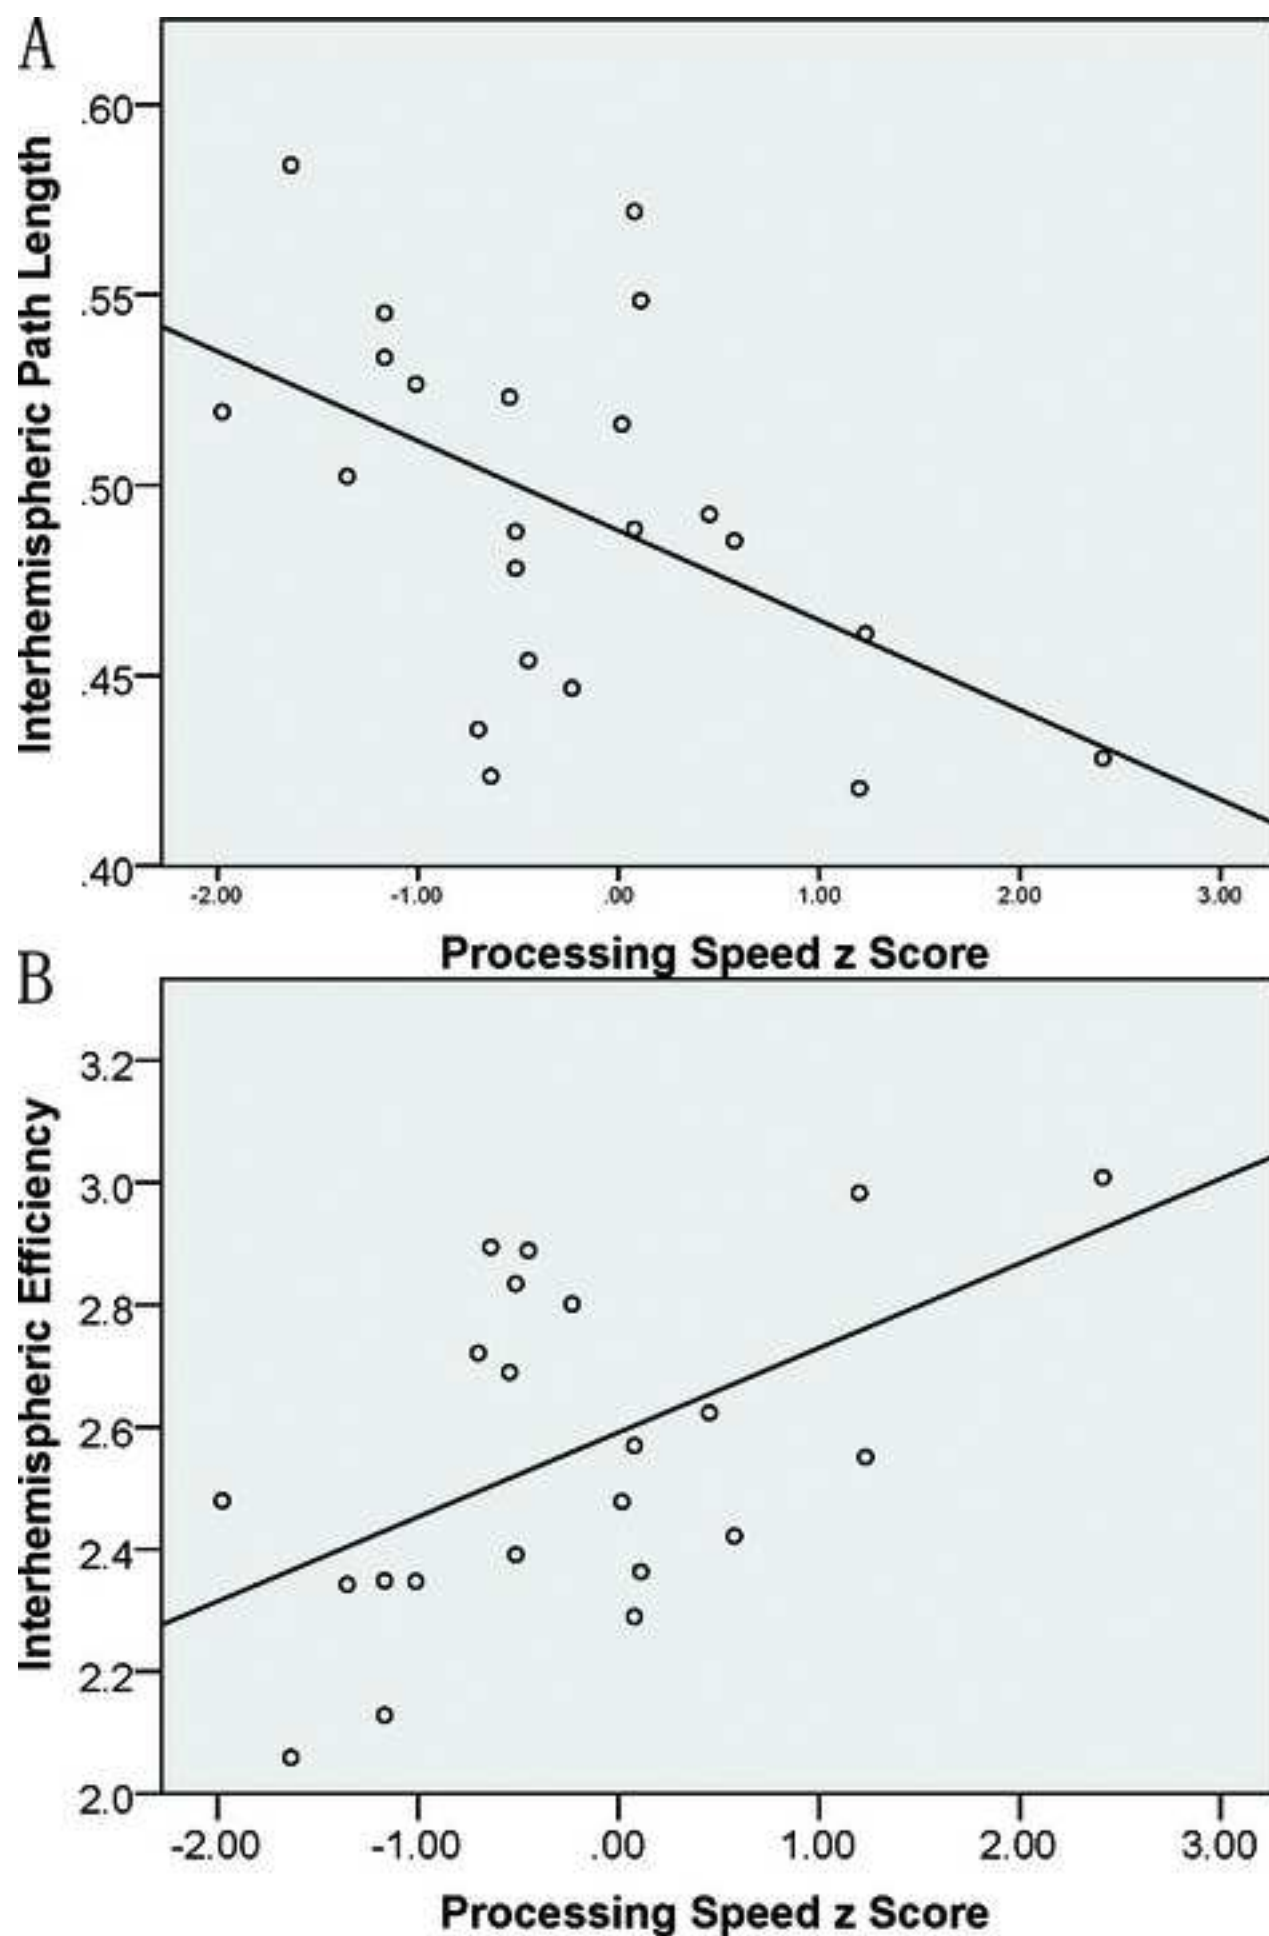 A
Interhemispheric Path Length
.60
.55
.50
.45
.40
-2.00 -1.00 .00 1.00 2.00 3.00
Processing Speed z Score
B
Interhemispheric Efficiency
3.2
3.0
2.8
2.6
2.4
2.2
2.0
-2.00 -1.00 .00 1.00 2.00 3.00
Processing Speed z Score